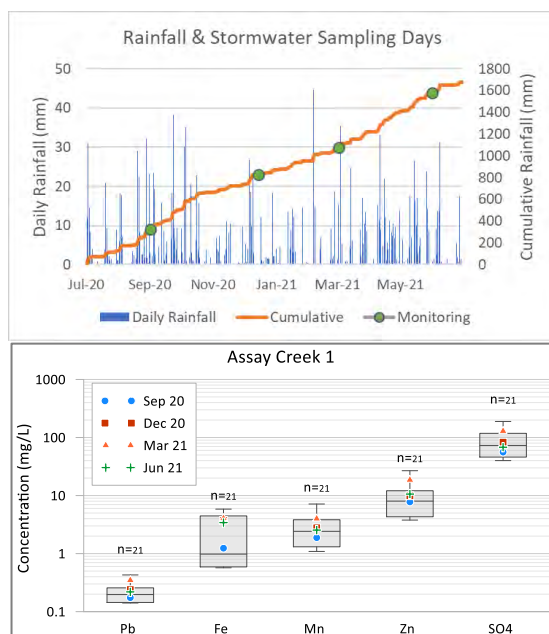 Rainfall & Stormwater Sampling Days
50
40
30
20
10
0
Daily Rainfall (mm)
1800
1600
1400
1200
1000
800
600
400
200
0
Cumulative Rainfall (mm)
Jul-20 Sep-20 Nov-20 Jan-21 Mar-21 May-21
Daily Rainfall Cumulative Monitoring
Assay Creek 1
1000
100
10
1
0.1
Concentration (mg/L)
Sep 20
Dec 20
Mar 21
Jun 21
n=21
n=21
n=21
n=21
n=21
Pb Fe Mn Zn SO4